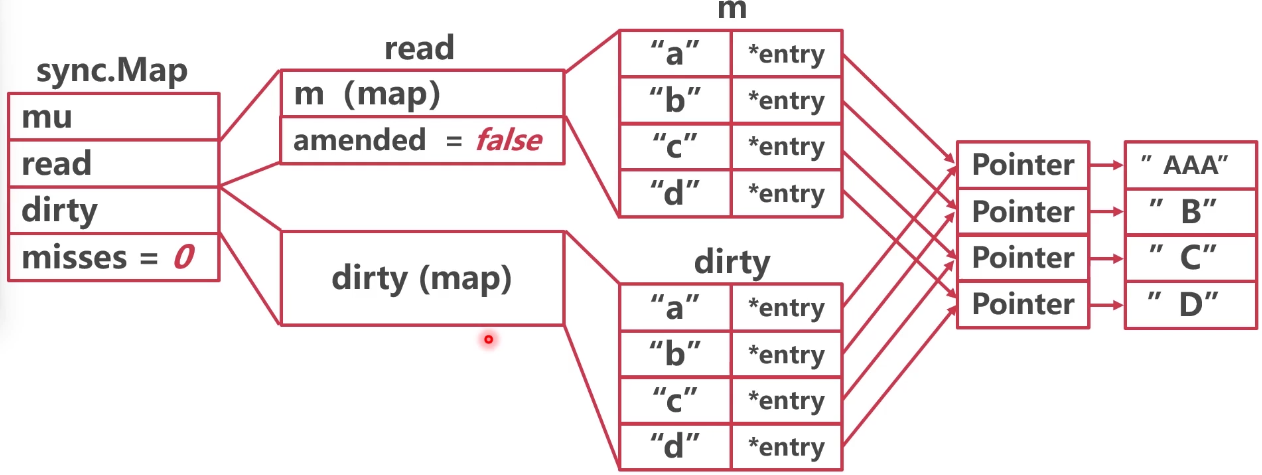 sync.Map
mu
read
dirty
misses = 0
read
m (map)
amended = false
dirty (map)
m
“a” *entry
“b” *entry
“c” *entry
“d” *entry
dirty
“a” *entry
“b” *entry
“c” *entry
“d” *entry
Pointer ” AAA”
Pointer ” B”
Pointer ” C”
Pointer ” D”